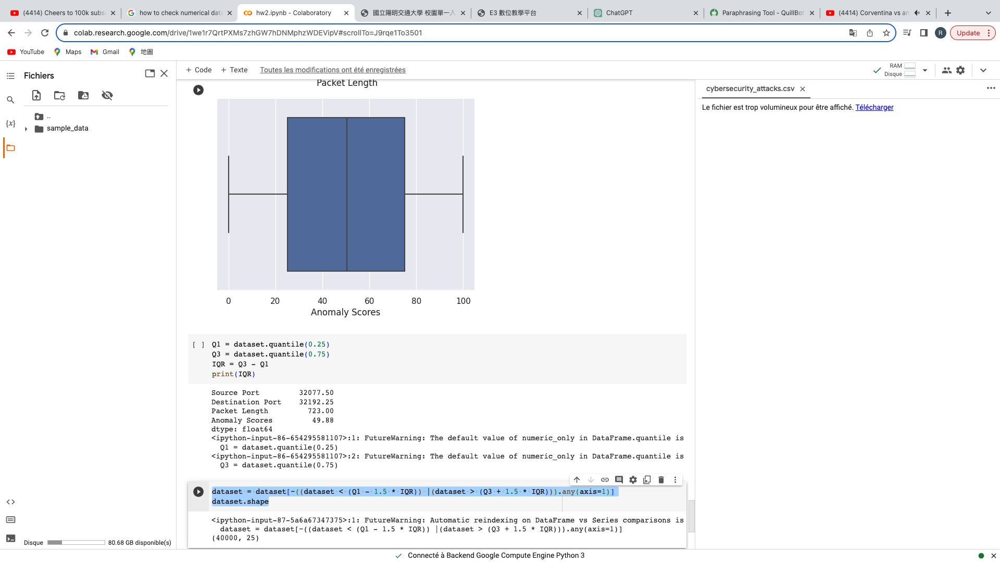 (4414) Cheers to 100k subs
how to check numerical data
hw2.ipynb - Colaboratory
國立陽明交通大學 校園單一入
E3 數位教學平台
ChatGPT
Paraphrasing Tool - QuillBot
(4414) Corventina vs an
colab.research.google.com/drive/1we1r7QrtPXMs7zhGW7hDNMphzWDEVipV#scrollTo=J9rqe1To3501
R
Update
YouTube
Maps
Gmail
地圖
Fichiers
+ Code
+ Texte
Toutes les modifications ont été enregistrées
RAM
Disque
..
sample_data
{x}
Packet Length
0 20 40 60 80 100
Anomaly Scores
[ ] Q1 = dataset.quantile(0.25)
Q3 = dataset.quantile(0.75)
IQR = Q3 - Q1
print(IQR)
Source Port 32077.50
Destination Port 32192.25
Packet Length 723.00
Anomaly Scores 49.88
dtype: float64
<ipython-input-86-654295581107>:1: FutureWarning: The default value of numeric_only in DataFrame.quantile is
Q1 = dataset.quantile(0.25)
<ipython-input-86-654295581107>:2: FutureWarning: The default value of numeric_only in DataFrame.quantile is
Q3 = dataset.quantile(0.75)
dataset = dataset[~((dataset < (Q1 - 1.5 * IQR)) |(dataset > (Q3 + 1.5 * IQR))).any(axis=1)]
dataset.shape
<ipython-input-87-5a6a67347375>:1: FutureWarning: Automatic reindexing on DataFrame vs Series comparisons is
dataset = dataset[~((dataset < (Q1 - 1.5 * IQR)) |(dataset > (Q3 + 1.5 * IQR))).any(axis=1)]
(40000, 25)
cybersecurity_attacks.csv
Le fichier est trop volumineux pour être affiché. Télécharger
Disque
80.68 GB disponible(s)
Connecté à Backend Google Compute Engine Python 3